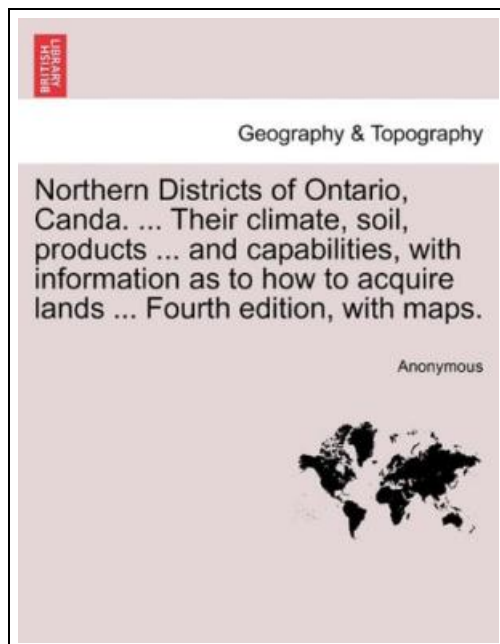 BRITISH
LIBRARY
Geography & Topography
Northern Districts of Ontario,
Canda. ... Their climate, soil,
products ... and capabilities, with
information as to how to acquire
lands ... Fourth edition, with maps.
Anonymous